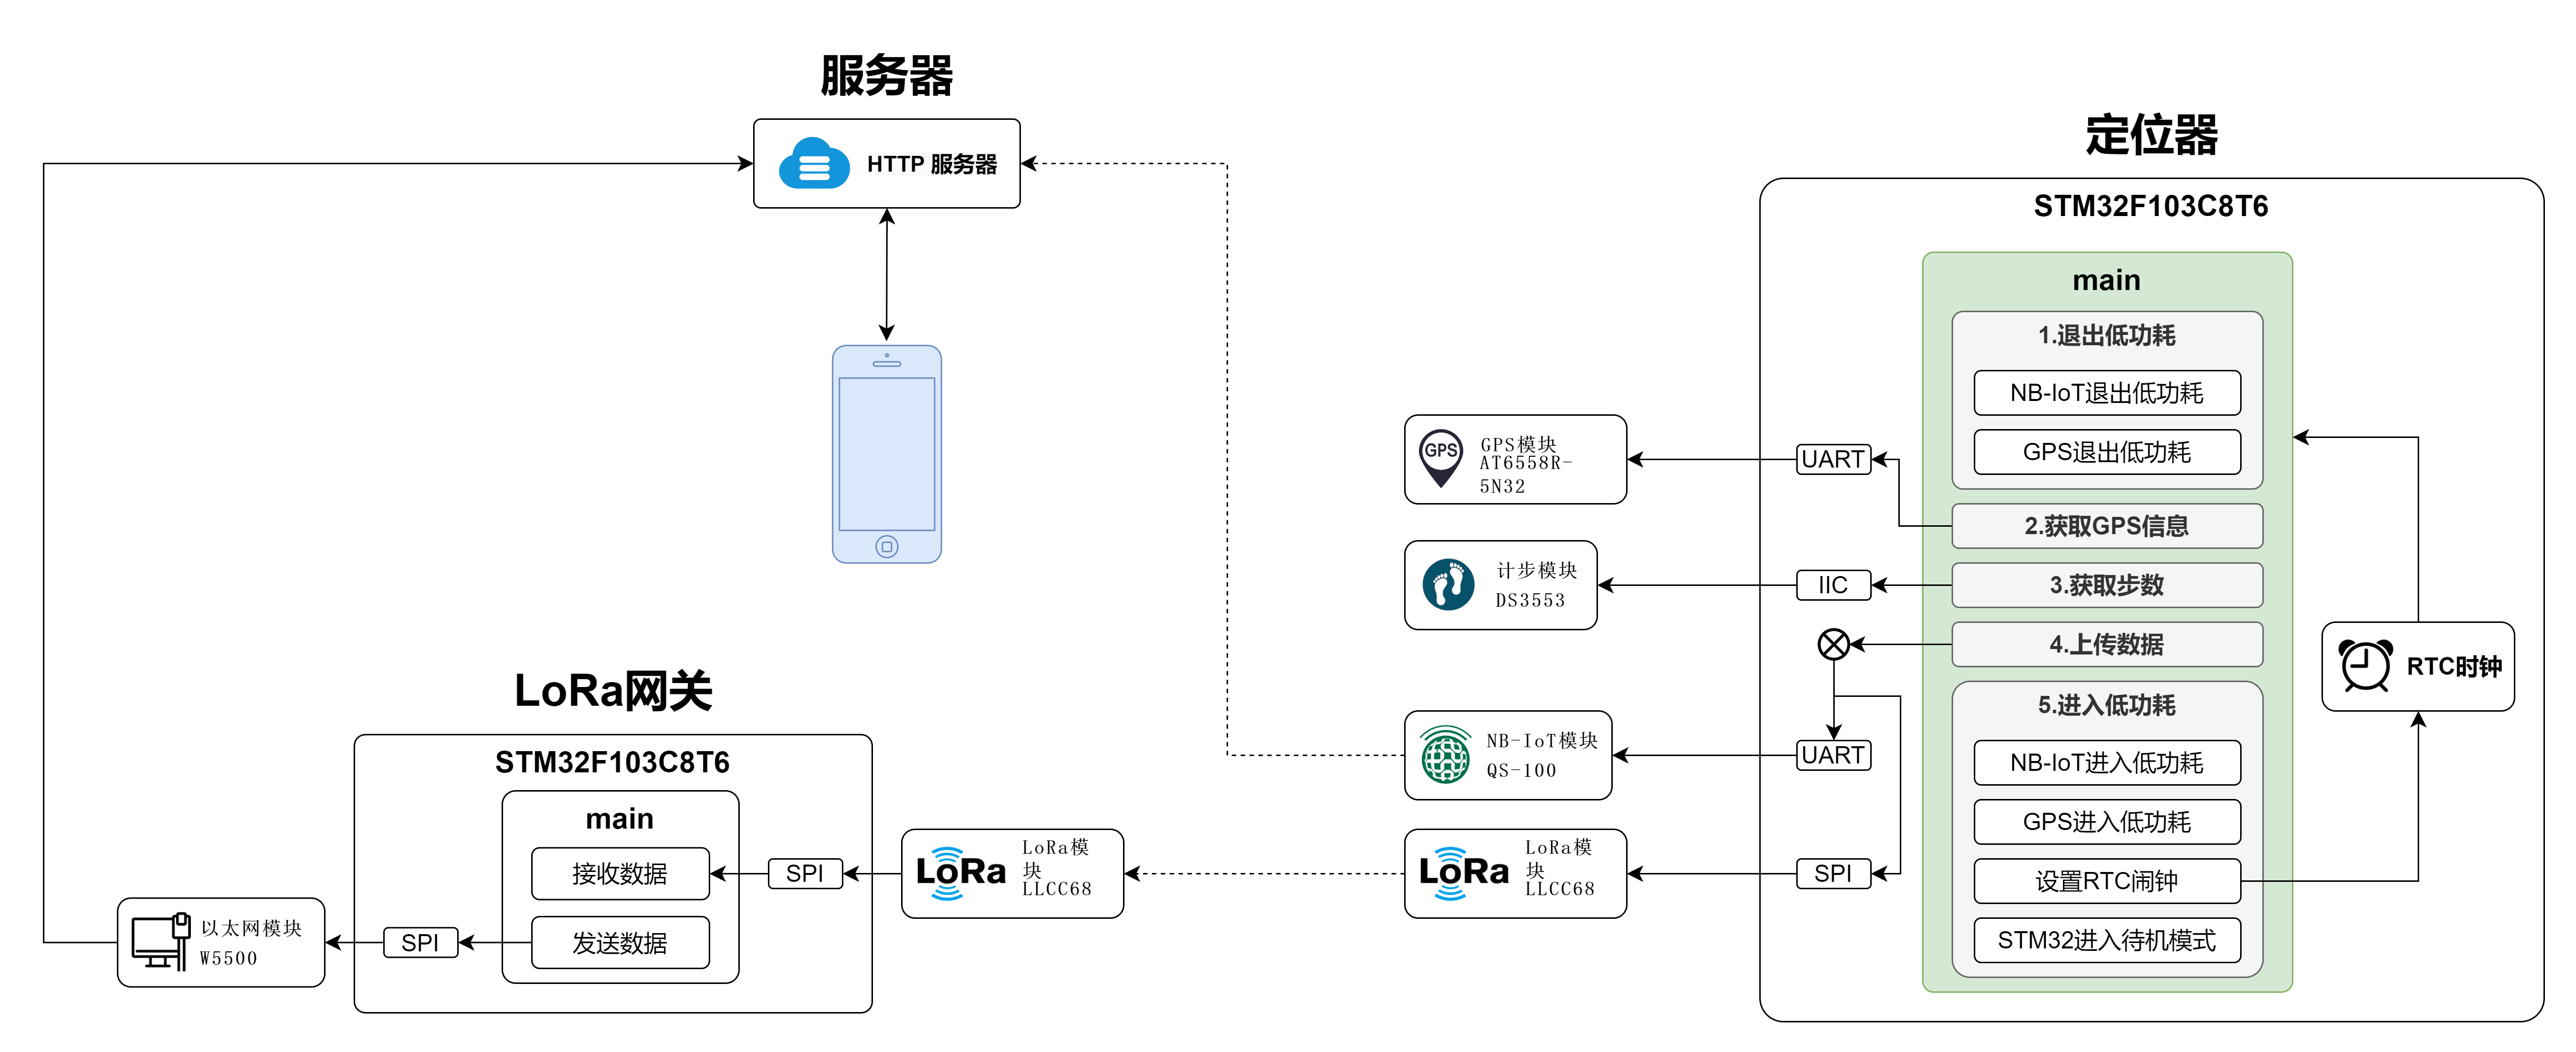 服务器
HTTP 服务器
定位器
STM32F103C8T6
main
1.退出低功耗
NB-IoT退出低功耗
GPS退出低功耗
2.获取GPS信息
3.获取步数
4.上传数据
5.进入低功耗
NB-IoT进入低功耗
GPS进入低功耗
设置RTC闹钟
STM32进入待机模式
RTC时钟
UART
IIC
UART
SPI
GPS
GPS模块
AT6558R-
5N32
计步模块
DS3553
NB-IoT模块
QS-100
LoRa
LoRa模
块
LLCC68
LoRa网关
STM32F103C8T6
main
接收数据
发送数据
SPI
SPI
LoRa
LoRa模
块
LLCC68
以太网模块
W5500